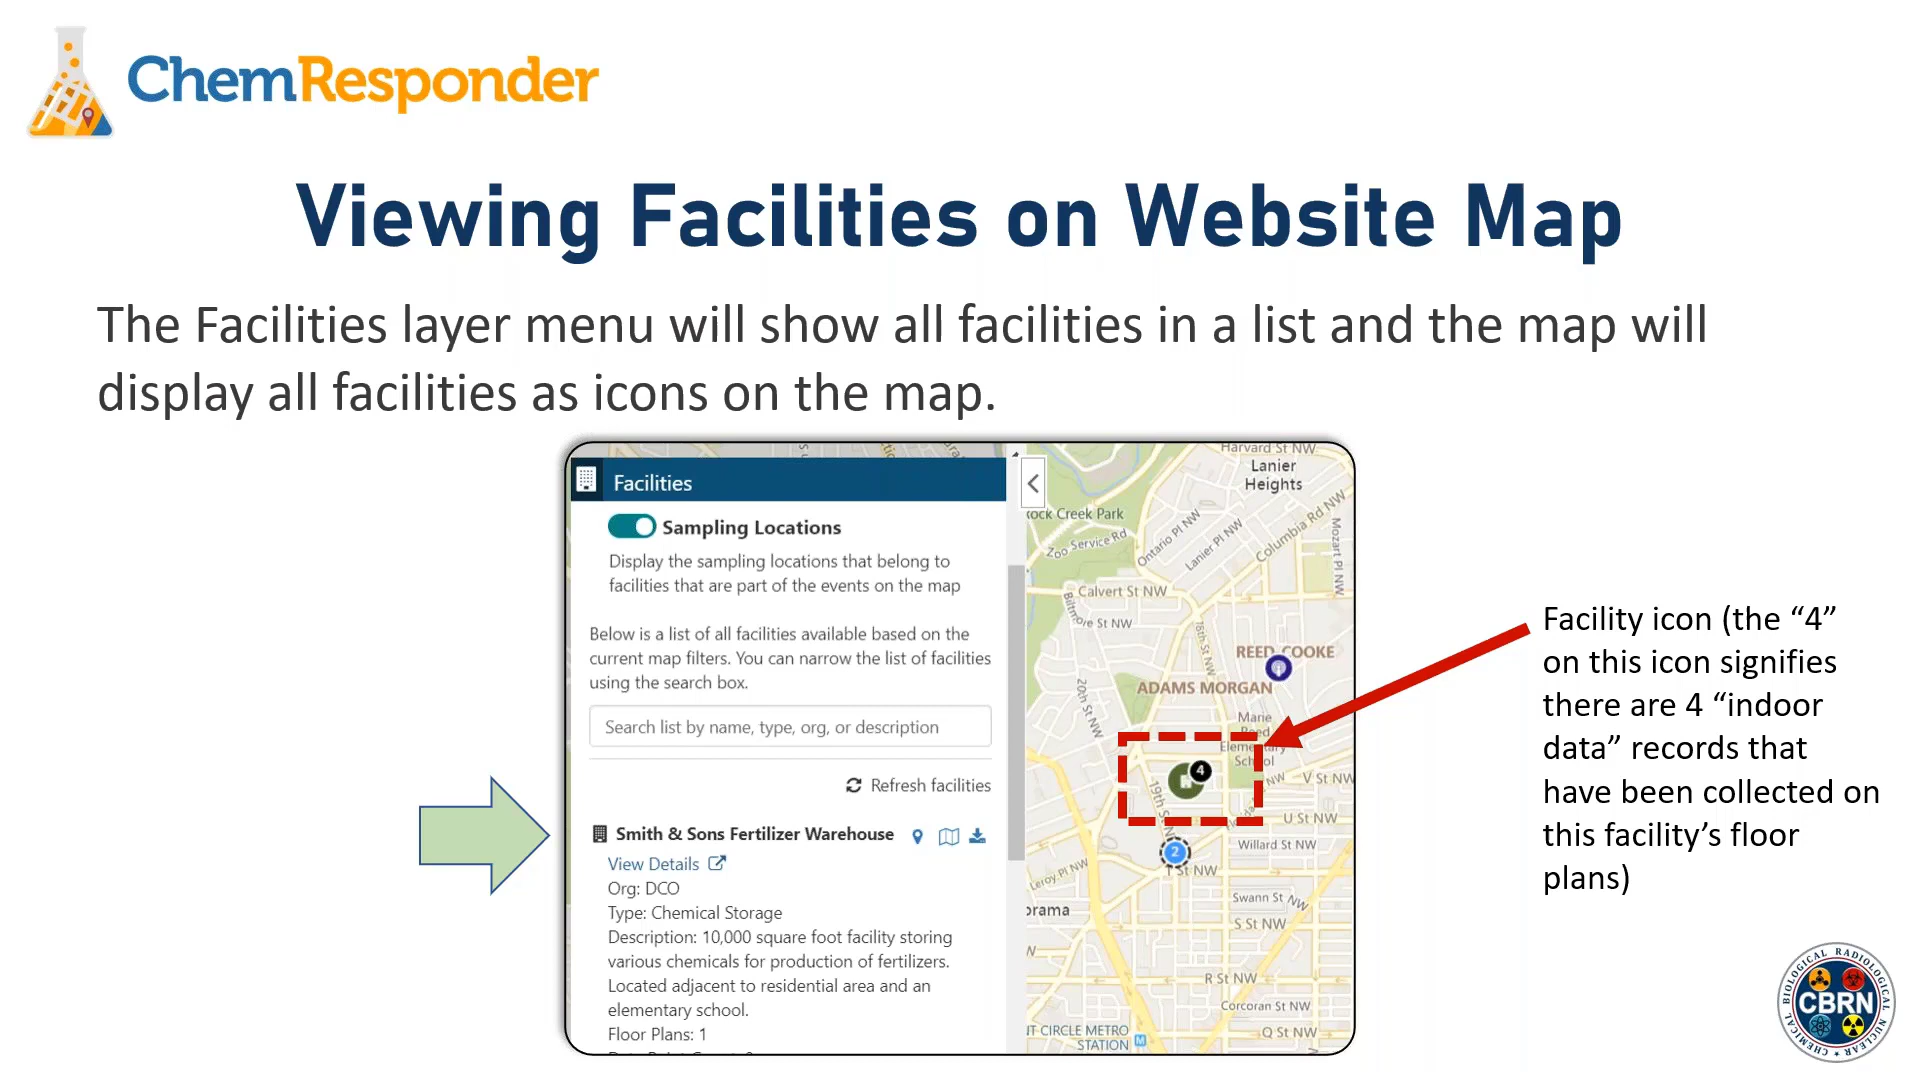 ChemResponder
Viewing Facilities on Website Map
The Facilities layer menu will show all facilities in a list and the map will
display all facilities as icons on the map.
Facilities
Sampling Locations
Display the sampling locations that belong to
facilities that are part of the events on the map
Below is a list of all facilities available based on the
current map filters. You can narrow the list of facilities
using the search box.
Search list by name, type, org, or description
Refresh facilities
Smith & Sons Fertilizer Warehouse
View Details
Org: DCO
Type: Chemical Storage
Description: 10,000 square foot facility storing
various chemicals for production of fertilizers.
Located adjacent to residential area and an
elementary school.
Floor Plans: 1
Harvard St NW
Lanier
Heights
Creek Park
Zoo Service Rd
Ontario Pl NW
Lanier Pl NW
Columbia Rd NW
Mozart Pl NW
Calvert St NW
St NW
18th St NW
20th St NW
REED-COOKE
ADAMS MORGAN
Marie
Reed
Elementary
School
4
19th St
V St NW
U St NW
Willard St NW
2
T St NW
Leroy Pl NW
Swann St NW
S St NW
R St NW
Corcoran St NW
CIRCLE METRO
STATION
M
Q St NW
Facility icon (the “4”
on this icon signifies
there are 4 “indoor
data” records that
have been collected on
this facility’s floor
plans)
CHEMICAL BIOLOGICAL RADIOLOGICAL NUCLEAR
CBRN